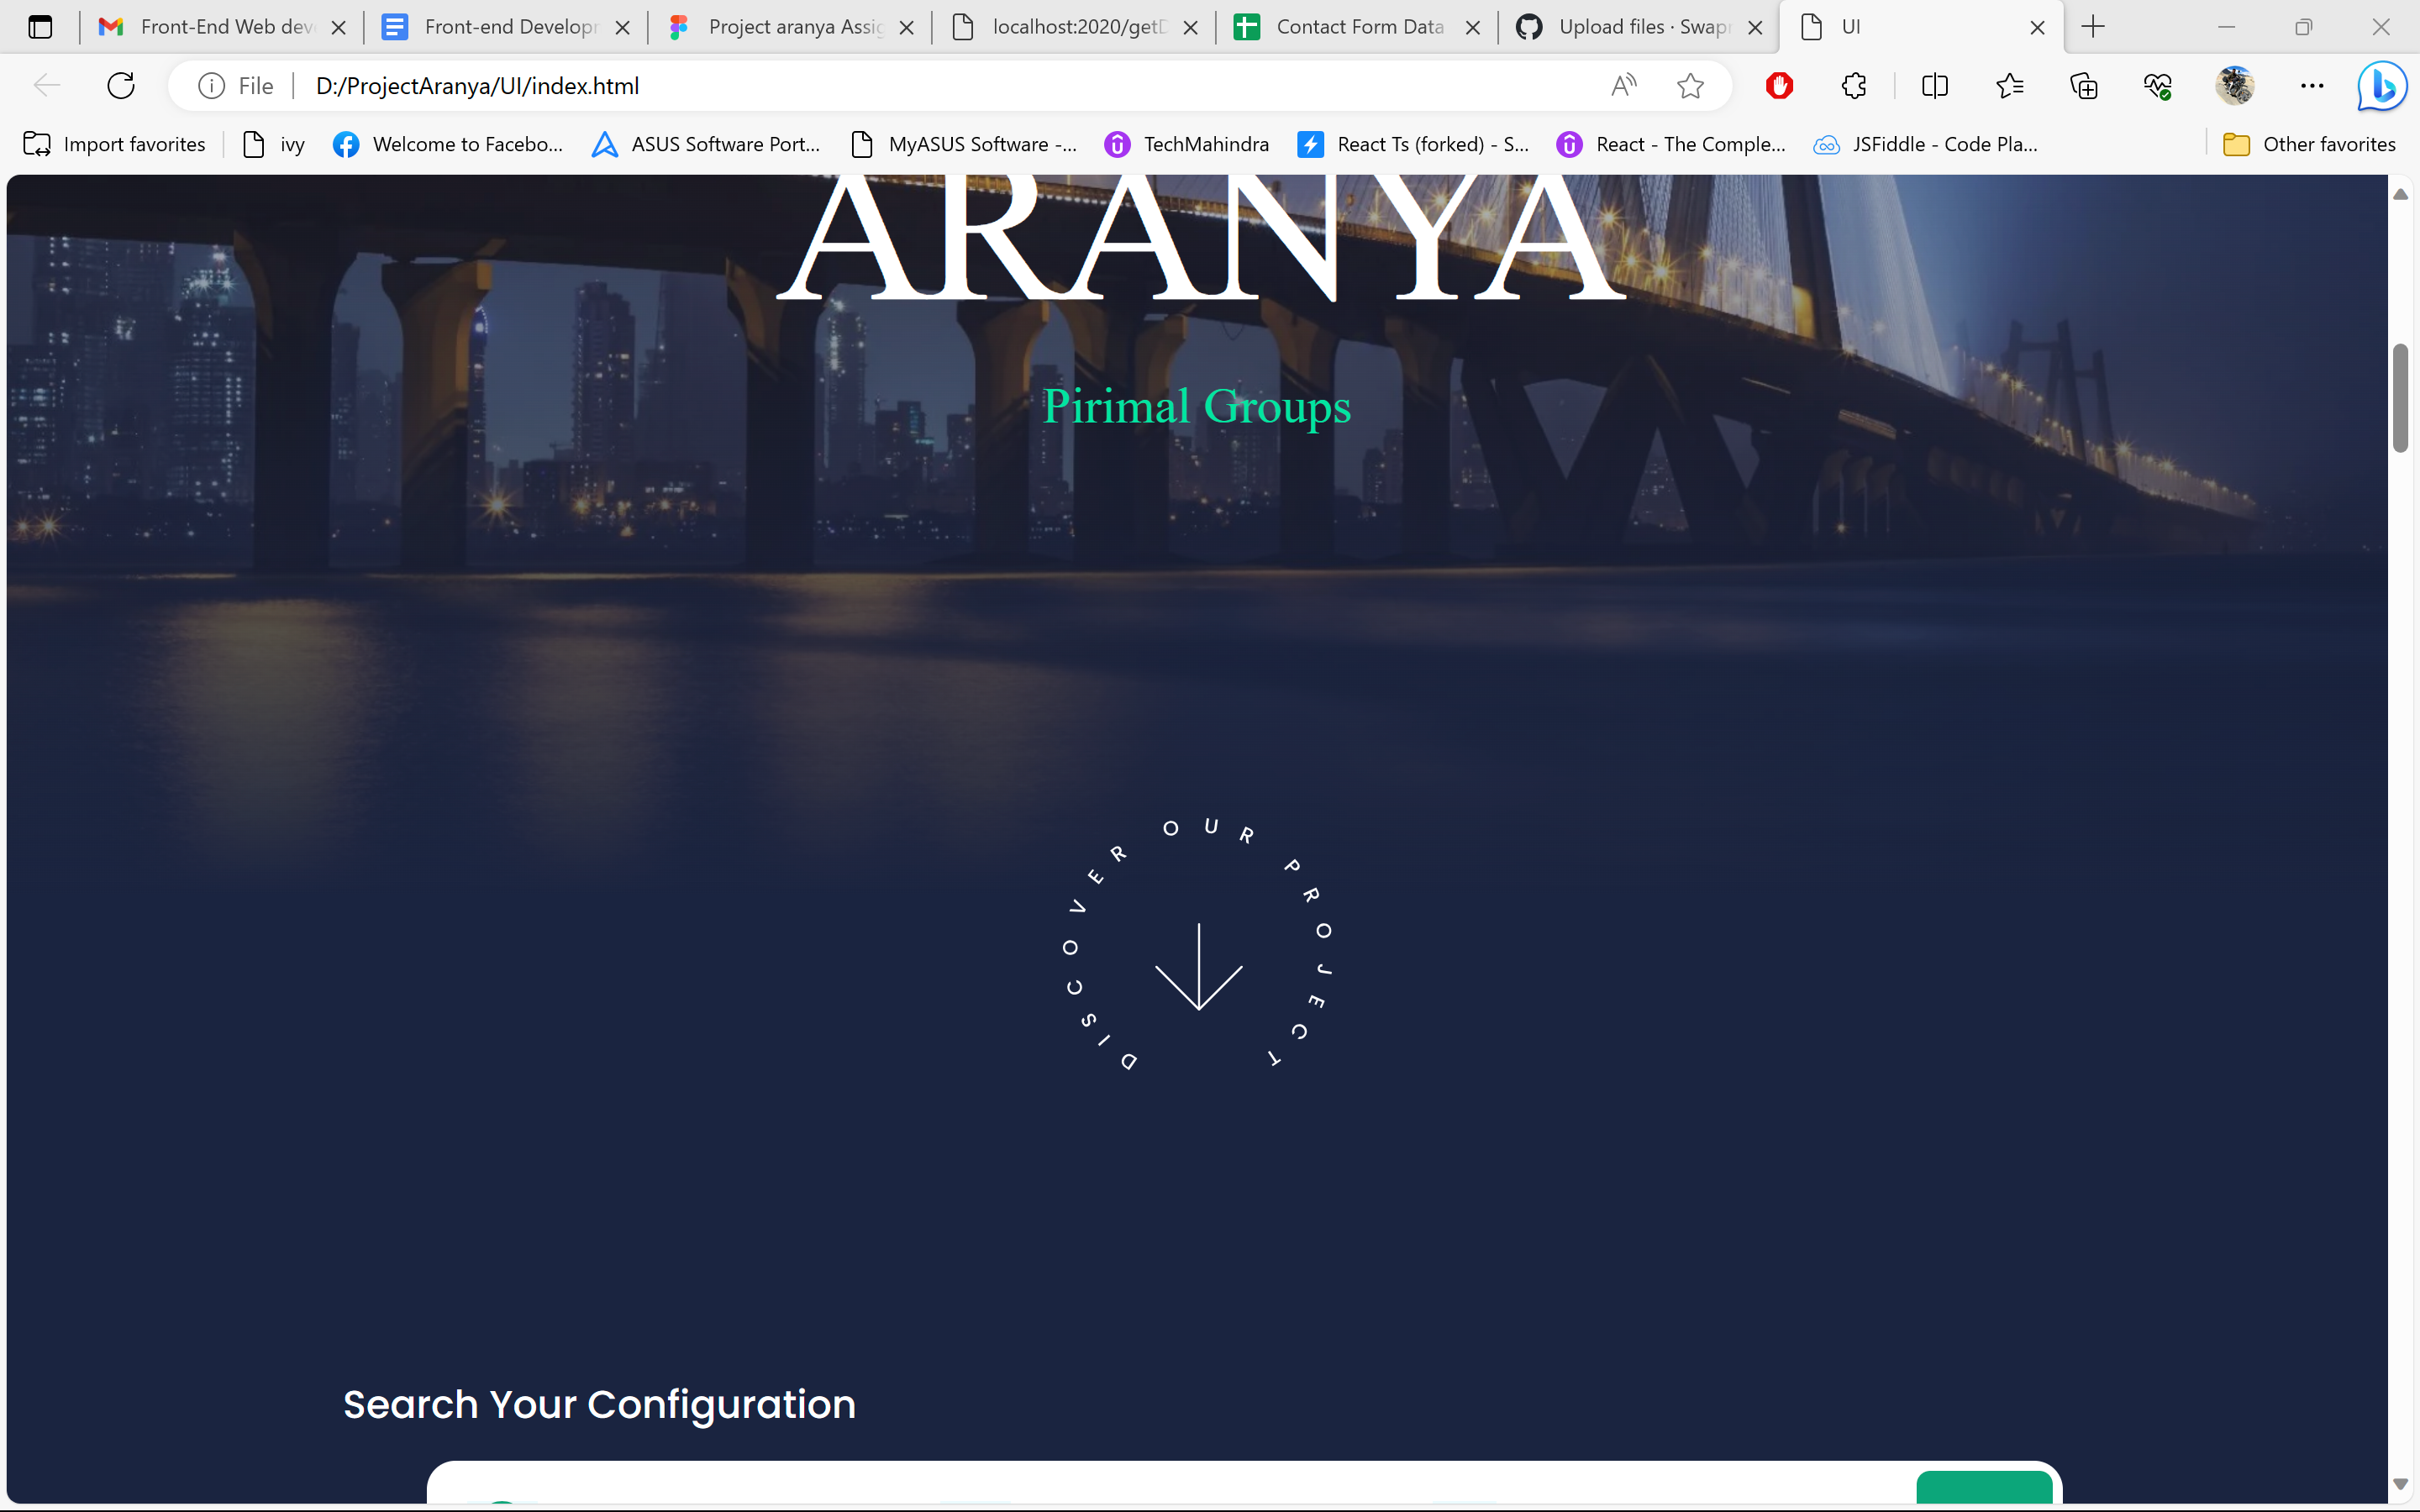 Front-End Web dev
Front-end Developr
Project aranya Assig
localhost:2020/getD
Contact Form Data
Upload files · Swapn
UI
File
D:/ProjectAranya/UI/index.html
Import favorites
ivy
Welcome to Facebo...
ASUS Software Port...
MyASUS Software -...
TechMahindra
React Ts (forked) - S...
React - The Comple...
JSFiddle - Code Pla...
Other favorites
ARANYA
Pirimal Groups
DISCOVER OUR PROJECT
Search Your Configuration